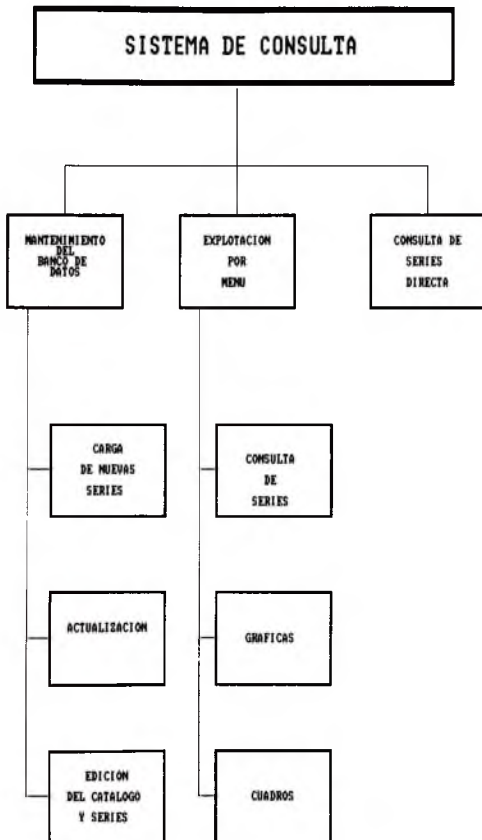 SISTEMA DE CONSULTA
MANTENIMIENTO
DEL
BANCO DE
DATOS
EXPLOTACION
POR
MENU
CONSULTA DE
SERIES
DIRECTA
CARGA
DE NUEVAS
SERIES
CONSULTA
DE
SERIES
ACTUALIZACION
GRAFICAS
EDICION
DEL CATALOGO
Y SERIES
CUADROS